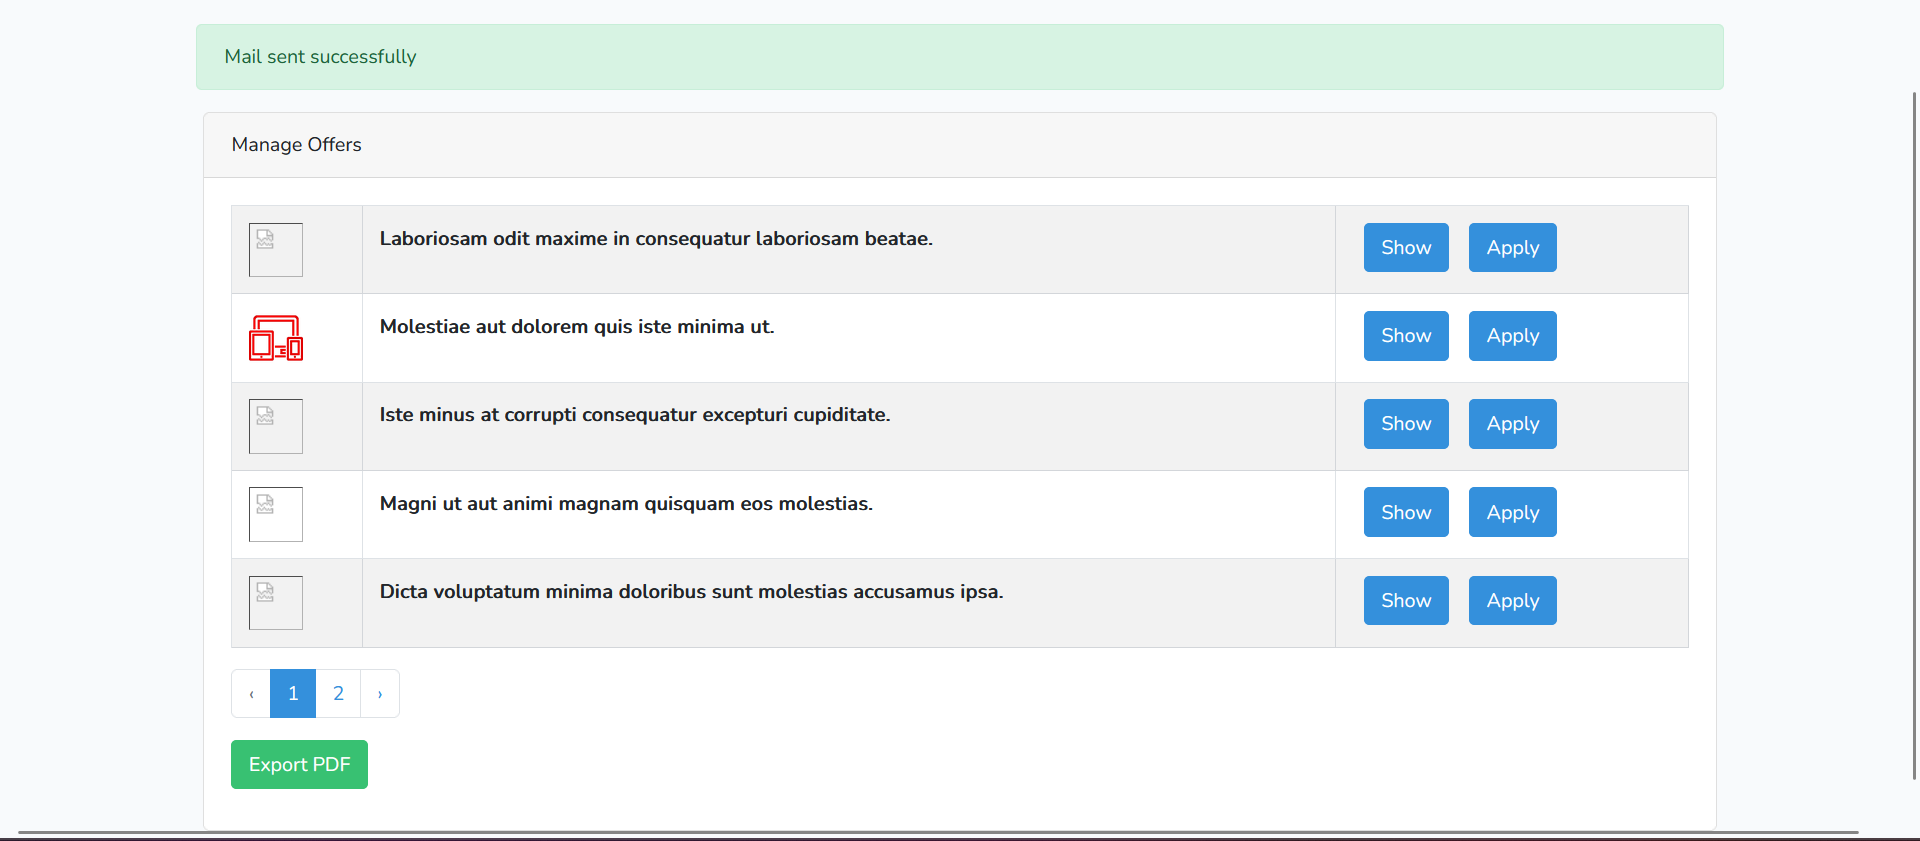 Mail sent successfully
Manage Offers
Laboriosam odit maxime in consequatur laboriosam beatae. Show Apply
Molestiae aut dolorem quis iste minima ut. Show Apply
Iste minus at corrupti consequatur excepturi cupiditate. Show Apply
Magni ut aut animi magnam quisquam eos molestias. Show Apply
Dicta voluptatum minima doloribus sunt molestias accusamus ipsa. Show Apply
‹ 1 2 ›
Export PDF